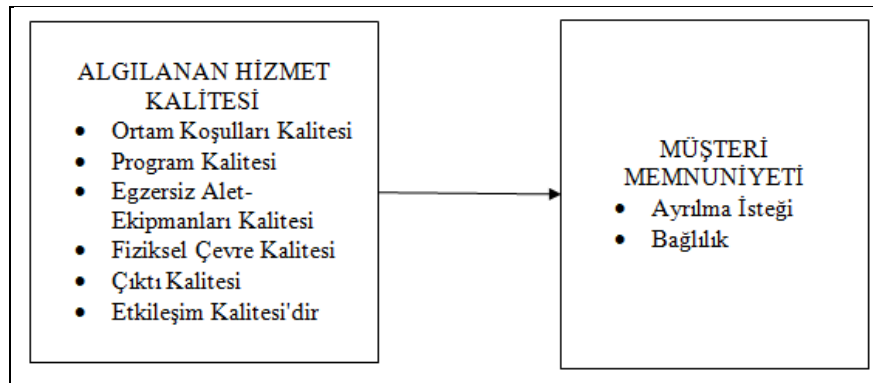 ALGILANAN HİZMET
KALİTESİ
• Ortam Koşulları Kalitesi
• Program Kalitesi
• Egzersiz Alet-
Ekipmanları Kalitesi
• Fiziksel Çevre Kalitesi
• Çıktı Kalitesi
• Etkileşim Kalitesi'dir
MÜŞTERİ
MEMNUNİYETİ
• Ayrılma İsteği
• Bağlılık